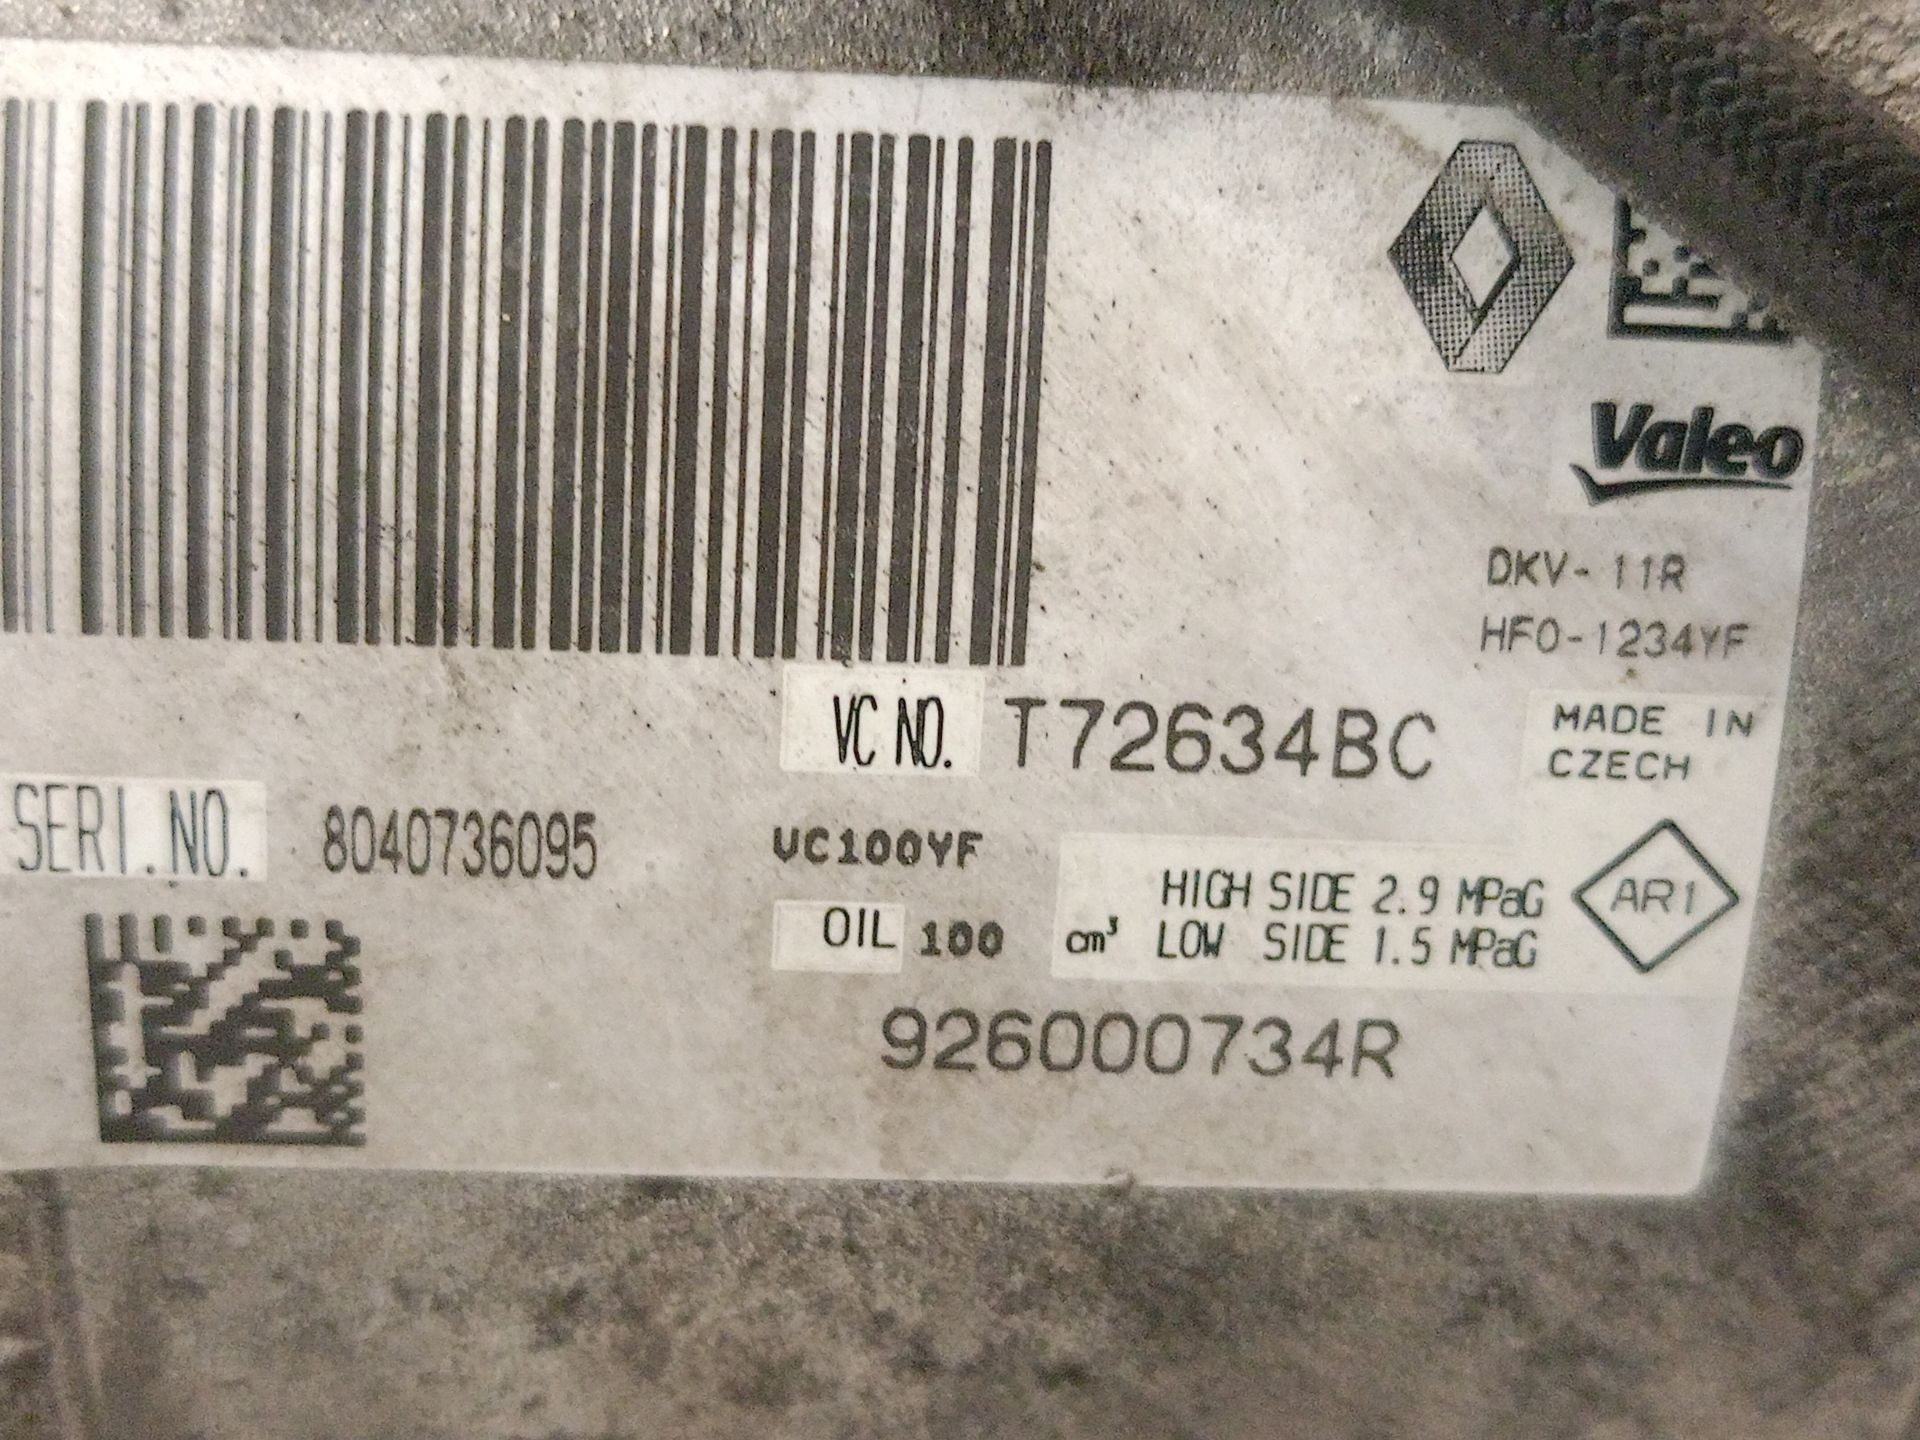 Valeo
DKV-11R
HFO-1234YF
VC NO. T72634BC
MADE IN
CZECH
SERI.NO. 8040736095
VC100YF
HIGH SIDE 2.9 MPaG
OIL 100 cm³ LOW SIDE 1.5 MPaG
AR1
926000734R